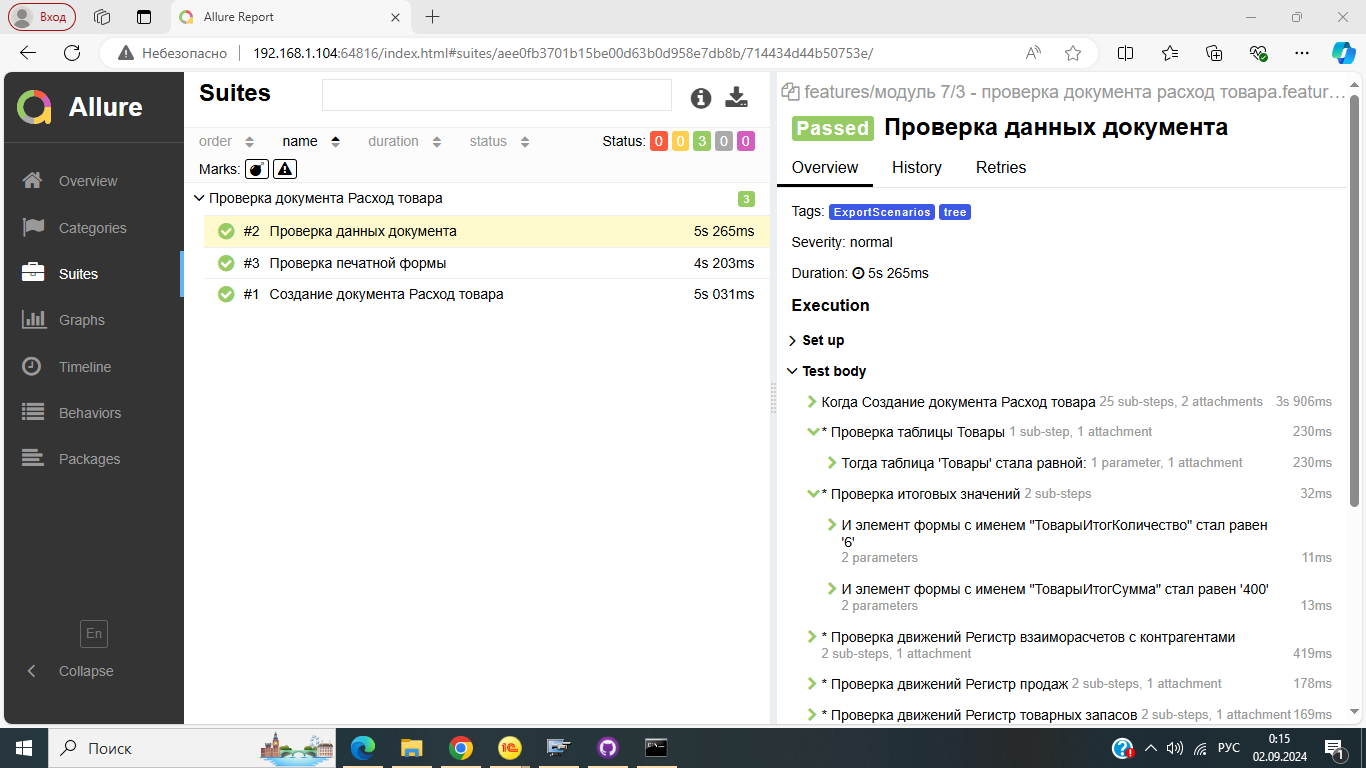 Вход
Allure Report
Небезопасно
192.168.1.104:64816/index.html#suites/aee0fb3701b15be00d63b0d958e7db8b/714434d44b50753e/
Allure
Overview
Categories
Suites
Graphs
Timeline
Behaviors
Packages
En
Collapse
Suites
order name duration status Status: 0 0 3 0 0
Marks:
Проверка документа Расход товара 3
#2 Проверка данных документа 5s 265ms
#3 Проверка печатной формы 4s 203ms
#1 Создание документа Расход товара 5s 031ms
features/модуль 7/3 - проверка документа расход товара.featur…
Passed Проверка данных документа
Overview History Retries
Tags: ExportScenarios tree
Severity: normal
Duration: 5s 265ms
Execution
Set up
Test body
Когда Создание документа Расход товара 25 sub-steps, 2 attachments 3s 906ms
* Проверка таблицы Товары 1 sub-step, 1 attachment 230ms
Тогда таблица 'Товары' стала равной: 1 parameter, 1 attachment 230ms
* Проверка итоговых значений 2 sub-steps 32ms
И элемент формы с именем "ТоварыИтогКоличество" стал равен
'6'
2 parameters 11ms
И элемент формы с именем "ТоварыИтогСумма" стал равен '400'
2 parameters 13ms
* Проверка движений Регистр взаиморасчетов с контрагентами
2 sub-steps, 1 attachment 419ms
* Проверка движений Регистр продаж 2 sub-steps, 1 attachment 178ms
* Проверка движений Регистр товарных запасов 2 sub-steps, 1 attachment 169ms
Поиск
РУС
0:15
02.09.2024
1